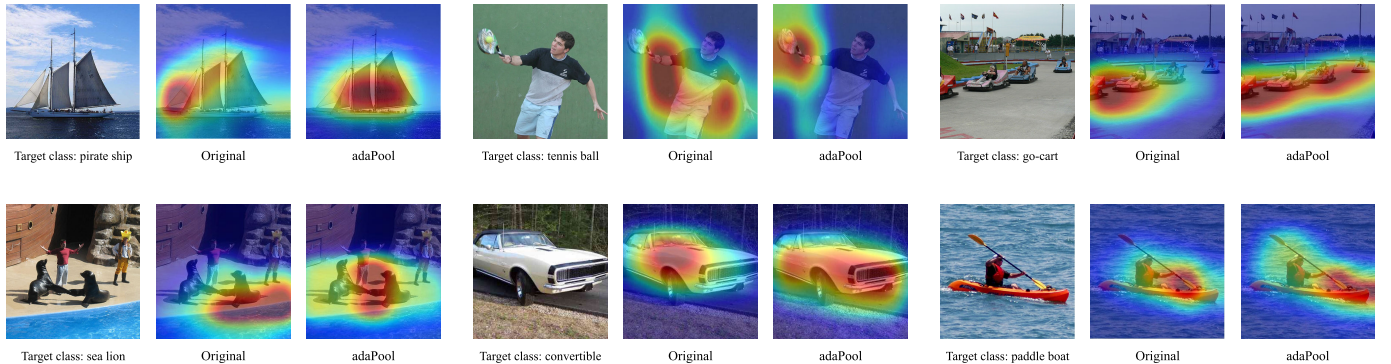 Target class: pirate ship
Original
adaPool
Target class: tennis ball
Original
adaPool
Target class: go-cart
Original
adaPool
Target class: sea lion
Original
adaPool
Target class: convertible
Original
adaPool
Target class: paddle boat
Original
adaPool